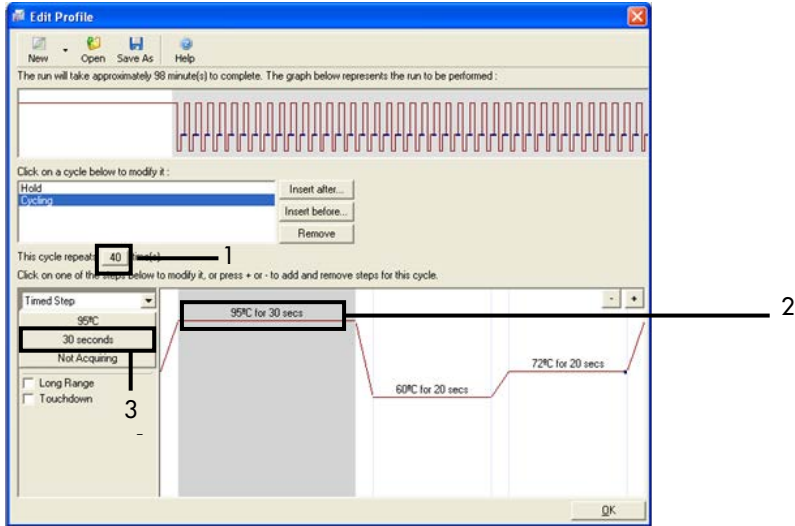 Edit Profile
New Open Save As Help
The run will take approximately 98 minute(s) to complete. The graph below represents the run to be performed :
Click on a cycle below to modify it :
Hold
Cycling
Insert after...
Insert before...
Remove
This cycle repeats 40 time(s).
1
Click on one of the steps below to modify it, or press + or - to add and remove steps for this cycle.
Timed Step
95ºC
30 seconds
Not Acquiring
Long Range
Touchdown
3
95ºC for 30 secs
2
60ºC for 20 secs
72ºC for 20 secs
- +
OK